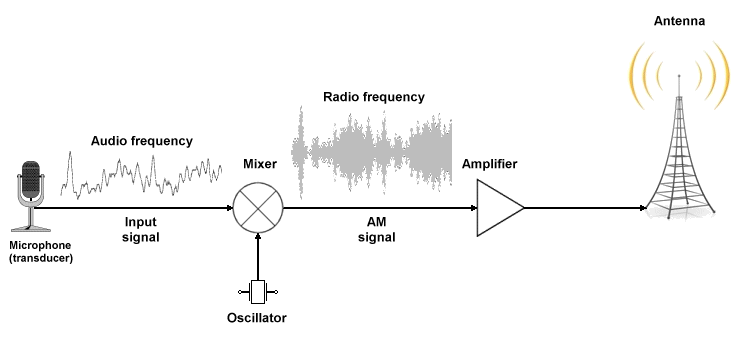 Antenna
Radio frequency
Audio frequency
Mixer
Amplifier
Input
signal
AM
signal
Microphone
(transducer)
Oscillator